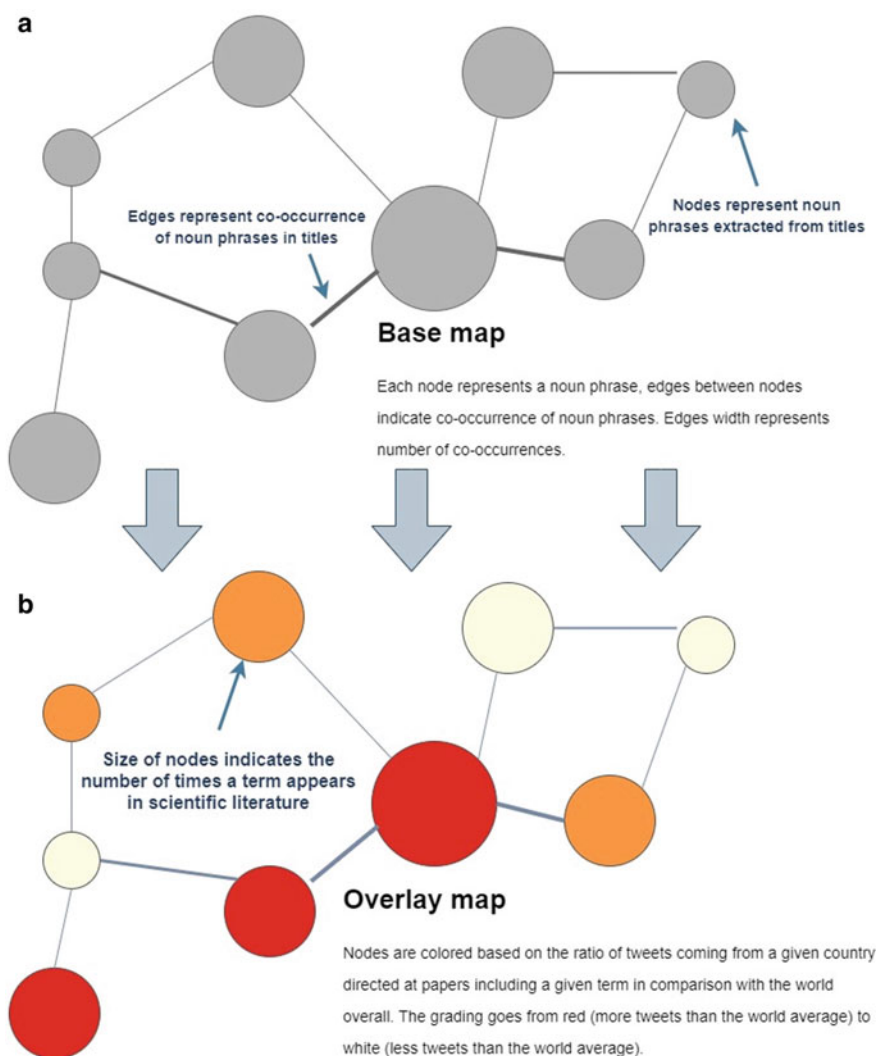 a
Edges represent co-occurrence
of noun phrases in titles
Nodes represent noun
phrases extracted from titles
Base map
Each node represents a noun phrase, edges between nodes
indicate co-occurrence of noun phrases. Edges width represents
number of co-occurrences.
b
Size of nodes indicates the
number of times a term appears
in scientific literature
Overlay map
Nodes are colored based on the ratio of tweets coming from a given country
directed at papers including a given term in comparison with the world
overall. The grading goes from red (more tweets than the world average) to
white (less tweets than the world average).